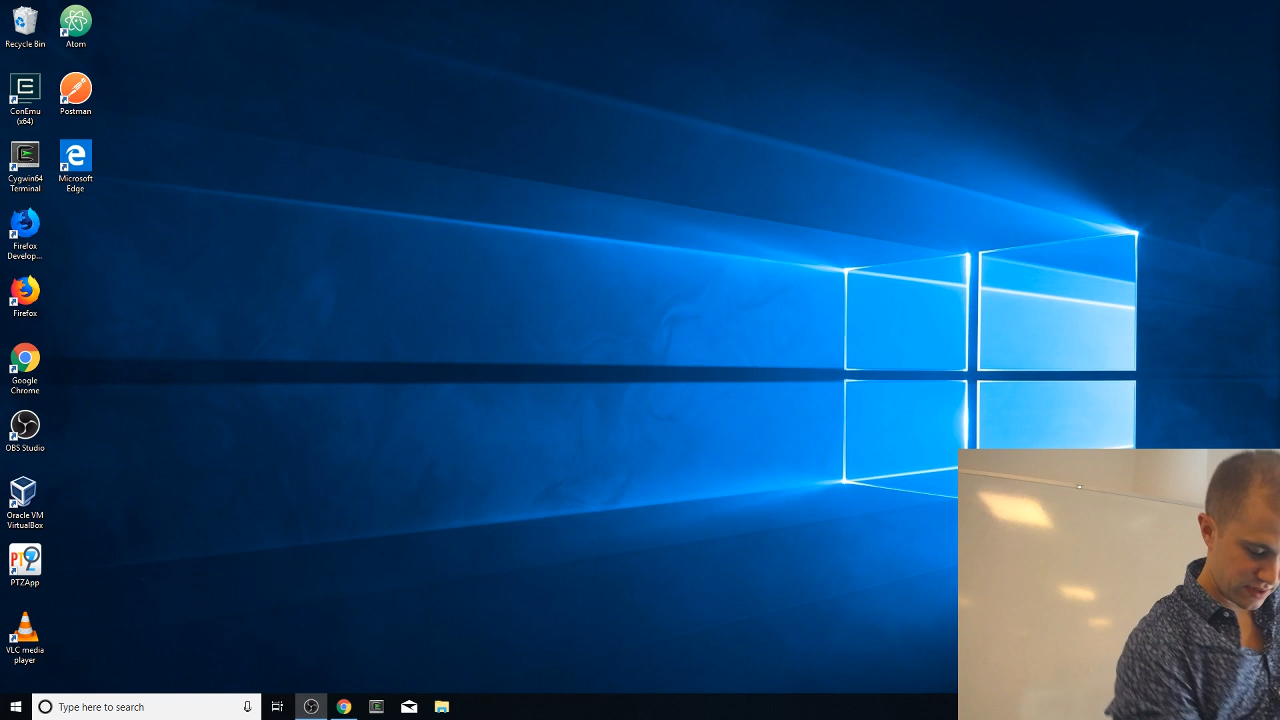 Recycle Bin
Atom
ConEmu
(x64)
Postman
Cygwin64
Terminal
Microsoft
Edge
Firefox
Develop...
Firefox
Google
Chrome
OBS Studio
Oracle VM
VirtualBox
PTZ
PTZApp
VLC media
player
Type here to search